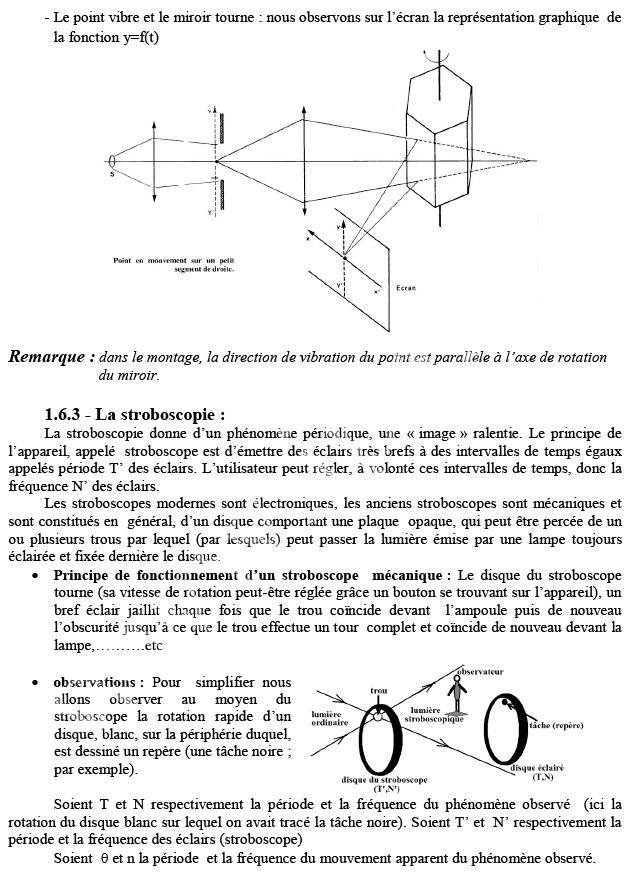 - Le point vibre et le miroir tourne : nous observons sur l'écran la représentation graphique de
la fonction y=f(t)
S
Y
Y'
Point en mouvement sur un petit
segment de droite.
x
Y
Y'
x'
Ecran
Remarque : dans le montage, la direction de vibration du point est parallèle à l'axe de rotation
du miroir.
1.6.3 - La stroboscopie :
La stroboscopie donne d'un phénomène périodique, une « image » ralentie. Le principe de
l'appareil, appelé stroboscope est d'émettre des éclairs très brefs à des intervalles de temps égaux
appelés période T' des éclairs. L'utilisateur peut régler, à volonté ces intervalles de temps, donc la
fréquence N' des éclairs.
Les stroboscopes modernes sont électroniques, les anciens stroboscopes sont mécaniques et
sont constitués en général, d'un disque comportant une plaque opaque, qui peut être percée de un
ou plusieurs trous par lequel (par lesquels) peut passer la lumière émise par une lampe toujours
éclairée et fixée dernière le disque.
• Principe de fonctionnement d'un stroboscope mécanique : Le disque du stroboscope
tourne (sa vitesse de rotation peut-être réglée grâce un bouton se trouvant sur l'appareil), un
bref éclair jaillit chaque fois que le trou coïncide devant l'ampoule puis de nouveau
l'obscurité jusqu'à ce que le trou effectue un tour complet et coïncide de nouveau devant la
lampe,……….etc
• observations : Pour simplifier nous
allons observer au moyen du
stroboscope la rotation rapide d'un
disque, blanc, sur la périphérie duquel,
est dessiné un repère (une tâche noire ;
par exemple).
observateur
trou
lumière
ordinaire
lumière
stroboscopique
tâche (repère)
disque éclairé
(T,N)
disque du stroboscope
(T',N')
Soient T et N respectivement la période et la fréquence du phénomène observé (ici la
rotation du disque blanc sur lequel on avait tracé la tâche noire). Soient T' et N' respectivement la
période et la fréquence des éclairs (stroboscope)
Soient θ et n la période et la fréquence du mouvement apparent du phénomène observé.